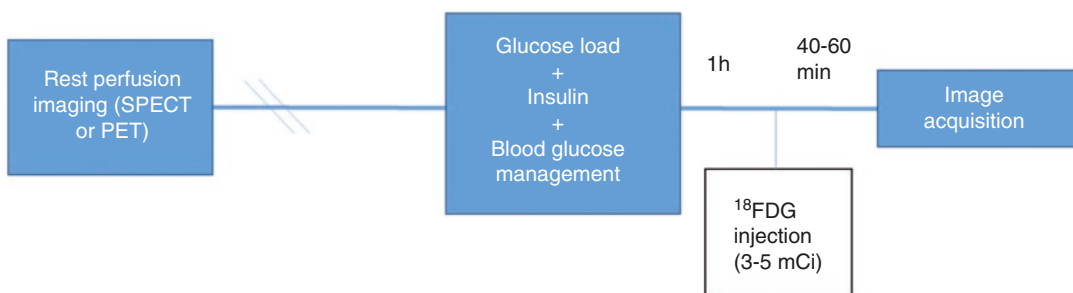 Rest perfusion
imaging (SPECT
or PET)
Glucose load
+
Insulin
+
Blood glucose
management
1h
40-60
min
¹⁸FDG
injection
(3-5 mCi)
Image
acquisition